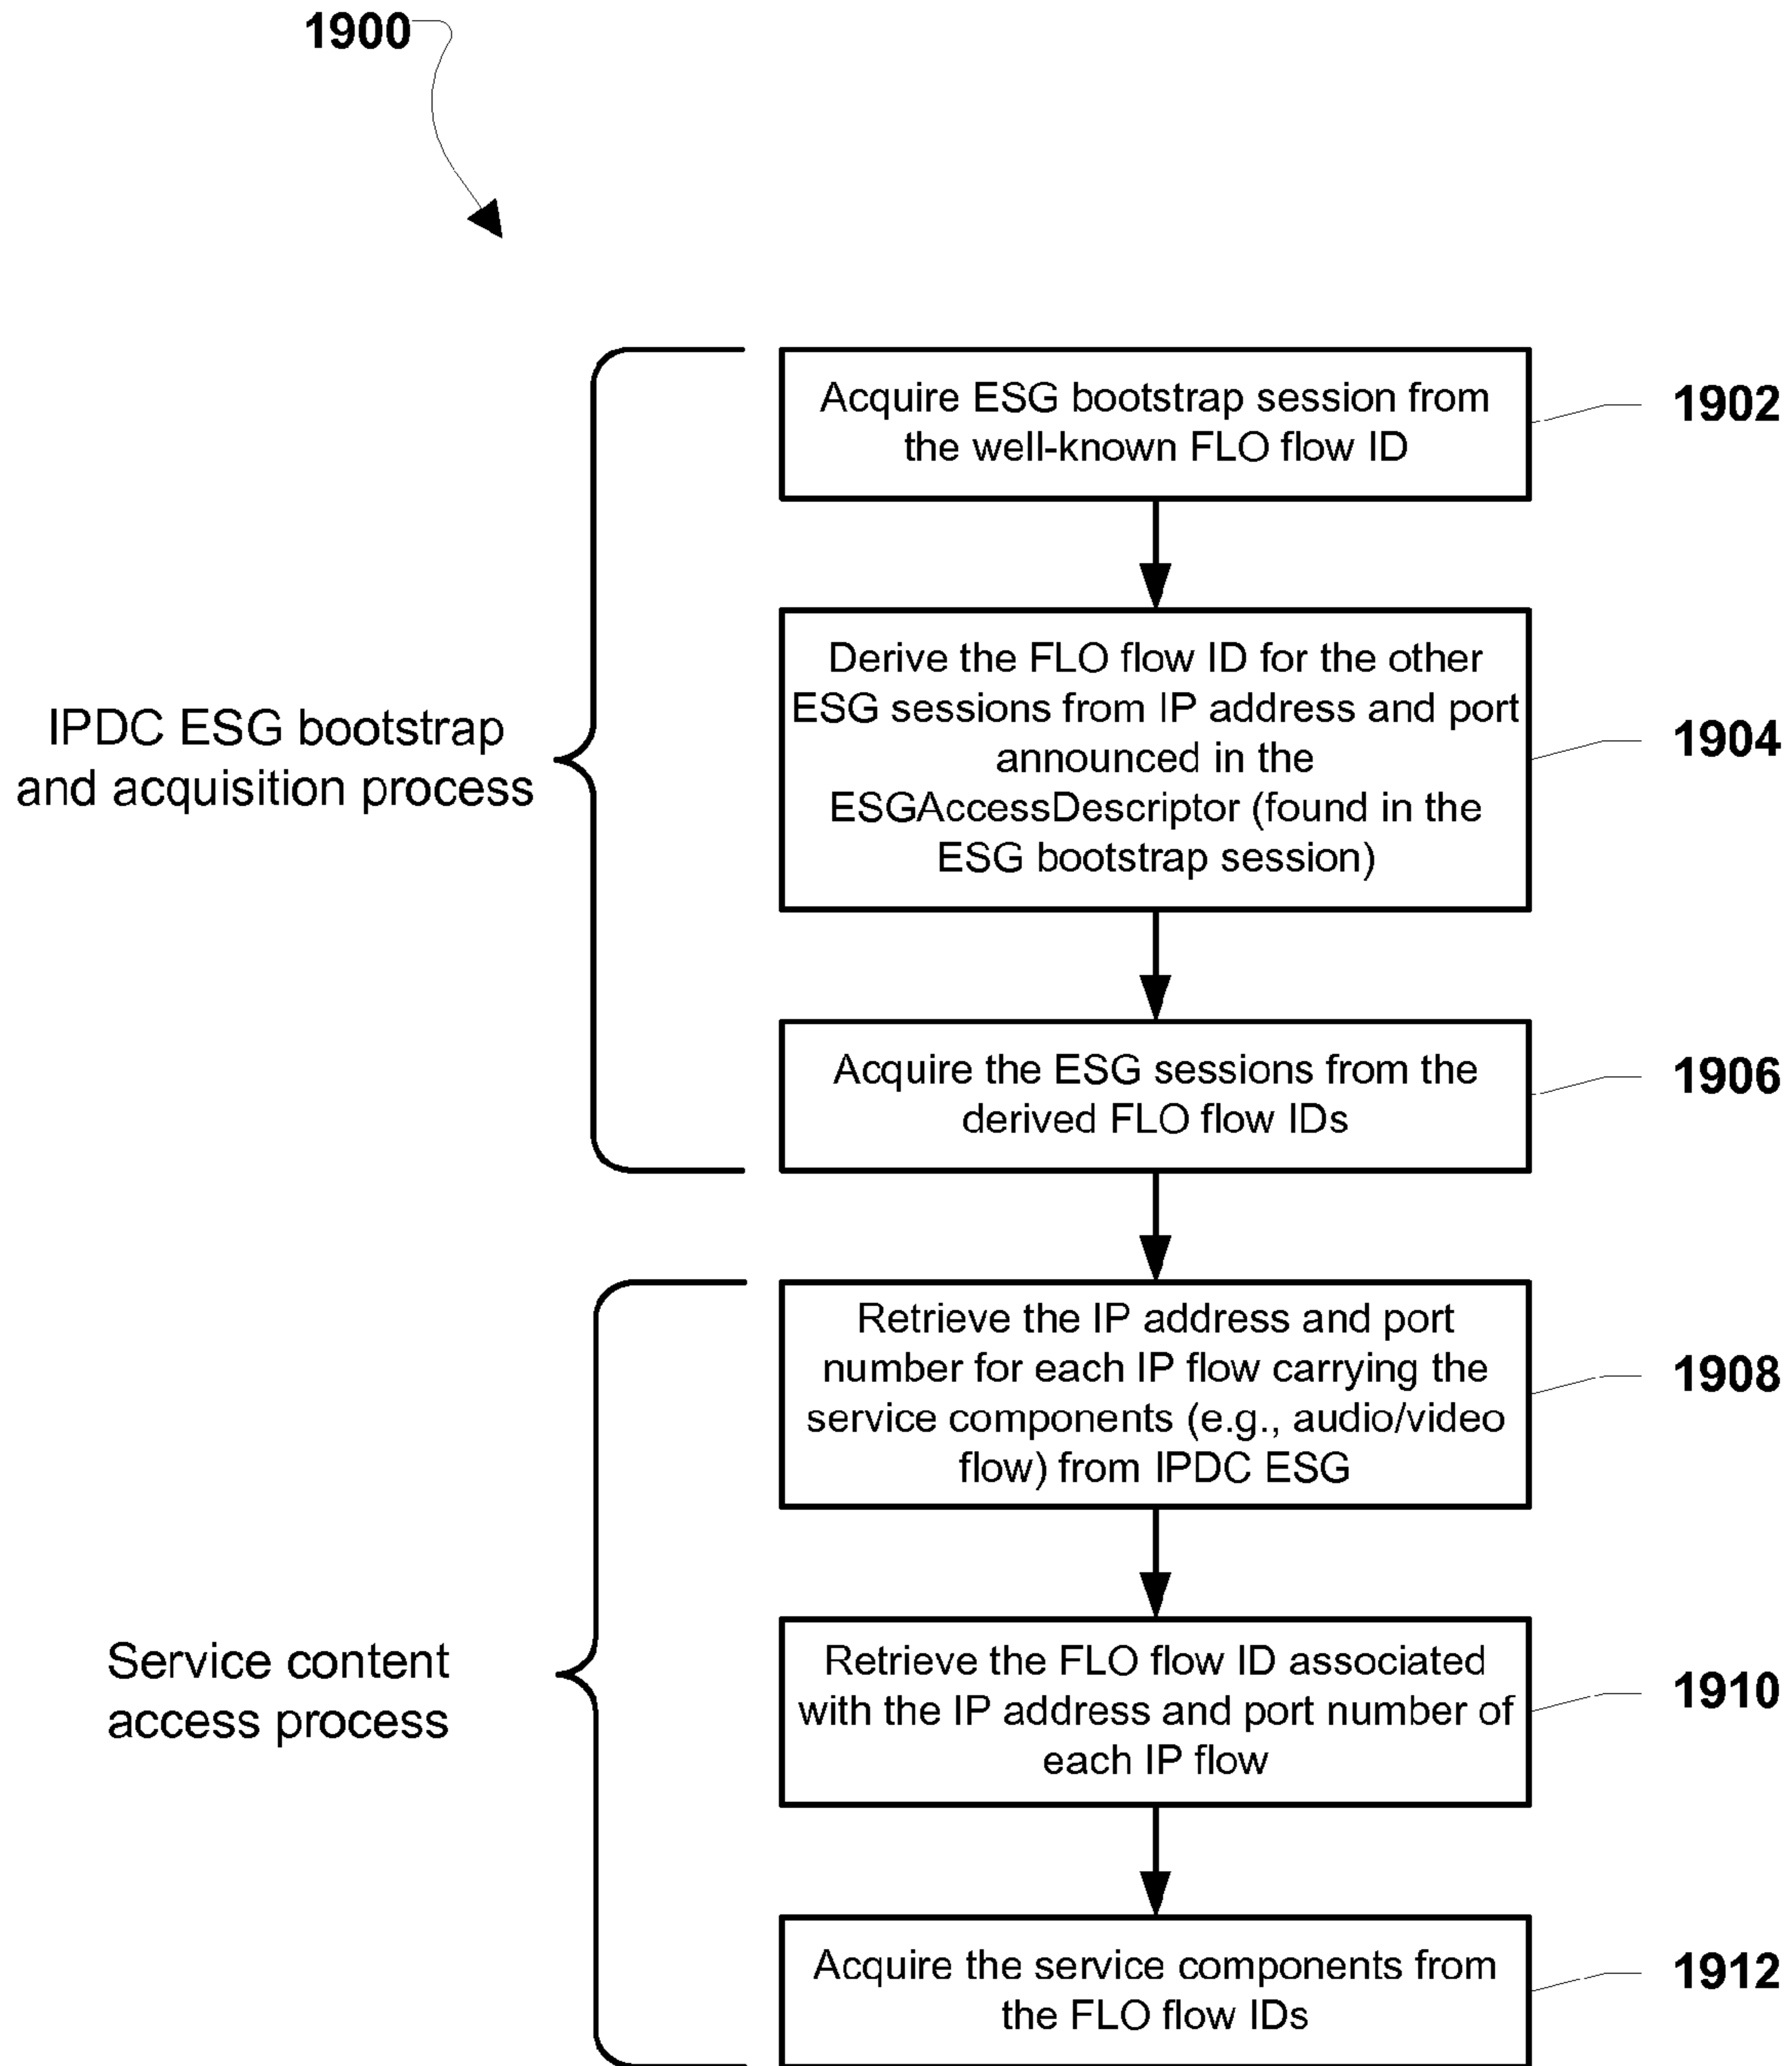 1900
Acquire ESG bootstrap session from
the well-known FLO flow ID
1902
Derive the FLO flow ID for the other
ESG sessions from IP address and port
announced in the
ESGAccessDescriptor (found in the
ESG bootstrap session)
1904
IPDC ESG bootstrap
and acquisition process
Acquire the ESG sessions from the
derived FLO flow IDs
1906
Retrieve the IP address and port
number for each IP flow carrying the
service components (e.g., audio/video
flow) from IPDC ESG
1908
Service content
access process
Retrieve the FLO flow ID associated
with the IP address and port number of
each IP flow
1910
Acquire the service components from
the FLO flow IDs
1912